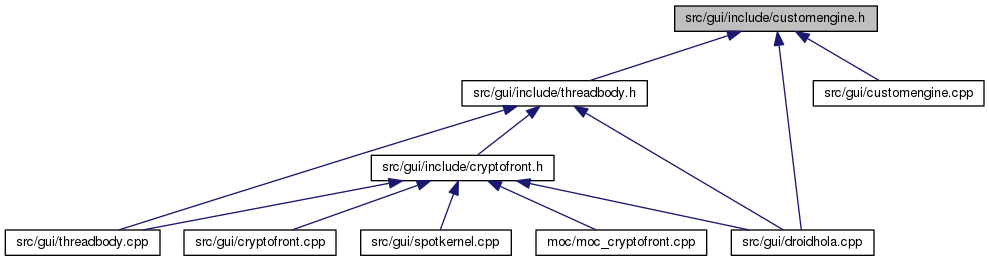 src/gui/include/customengine.h
src/gui/include/threadbody.h
src/gui/customengine.cpp
src/gui/include/cryptofront.h
src/gui/threadbody.cpp
src/gui/cryptofront.cpp
src/gui/spotkernel.cpp
moc/moc_cryptofront.cpp
src/gui/droidhola.cpp